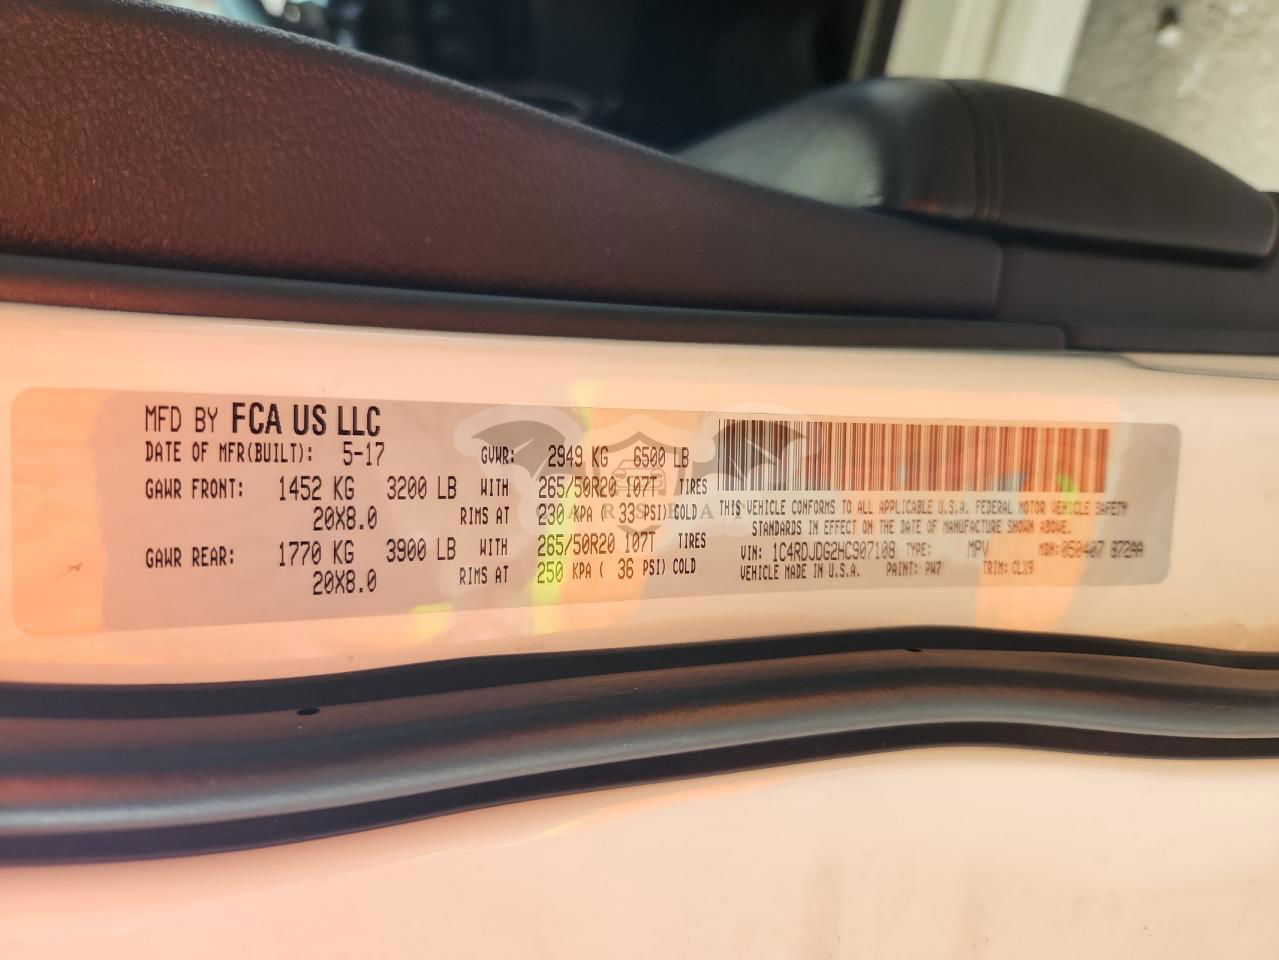 MFD BY FCA US LLC
DATE OF MFR(BUILT): 5-17 GVWR: 2949 KG 6500 LB
GAWR FRONT: 1452 KG 3200 LB WITH 265/50R20 107T TIRES
20X8.0 RIMS AT 230 KPA ( 33 PSI) COLD
GAWR REAR: 1770 KG 3900 LB WITH 265/50R20 107T TIRES
20X8.0 RIMS AT 250 KPA ( 36 PSI) COLD
THIS VEHICLE CONFORMS TO ALL APPLICABLE U.S.A. FEDERAL MOTOR VEHICLE SAFETY
STANDARDS IN EFFECT ON THE DATE OF MANUFACTURE SHOWN ABOVE.
VIN: 1C4RDJDG2HC907108 TYPE: MPV MDH: 050407 872AA
VEHICLE MADE IN U.S.A. PAINT: PW7 TRIM: CLX9